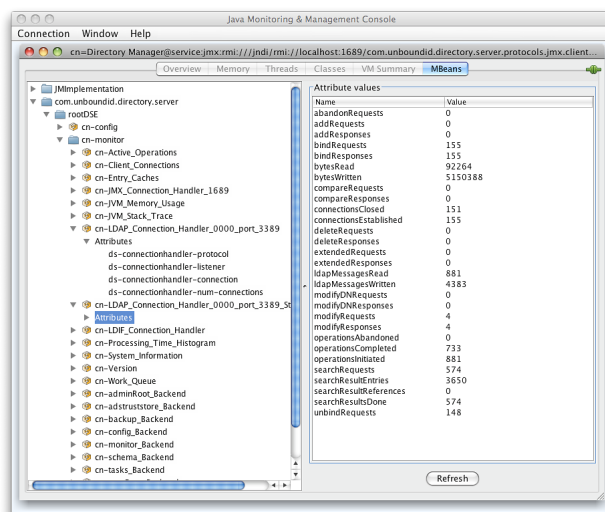 Java Monitoring & Management Console
Connection Window Help
cn=Directory Manager@service:jmx:rmi:///jndi/rmi://localhost:1689/com.unboundid.directory.server.protocols.jmx.client...
Overview Memory Threads Classes VM Summary MBeans
JMImplementation
com.unboundid.directory.server
rootDSE
cn-config
cn-monitor
cn-Active_Operations
cn-Client_Connections
cn-Entry_Caches
cn-JMX_Connection_Handler_1689
cn-JVM_Memory_Usage
cn-JVM_Stack_Trace
cn-LDAP_Connection_Handler_0000_port_3389
Attributes
ds-connectionhandler-protocol
ds-connectionhandler-listener
ds-connectionhandler-connection
ds-connectionhandler-num-connections
cn-LDAP_Connection_Handler_0000_port_3389_St
Attributes
cn-LDIF_Connection_Handler
cn-Processing_Time_Histogram
cn-System_Information
cn-Version
cn-Work_Queue
cn-adminRoot_Backend
cn-adstruststore_Backend
cn-backup_Backend
cn-config_Backend
cn-monitor_Backend
cn-schema_Backend
cn-tasks_Backend
Attribute values
Name Value
abandonRequests 0
addRequests 0
addResponses 0
bindRequests 155
bindResponses 155
bytesRead 92264
bytesWritten 5150388
compareRequests 0
compareResponses 0
connectionsClosed 151
connectionsEstablished 155
deleteRequests 0
deleteResponses 0
extendedRequests 0
extendedResponses 0
ldapMessagesRead 881
ldapMessagesWritten 4383
modifyDNRequests 0
modifyDNResponses 0
modifyRequests 4
modifyResponses 4
operationsAbandoned 0
operationsCompleted 733
operationsInitiated 881
searchRequests 574
searchResultEntries 3650
searchResultReferences 0
searchResultsDone 574
unbindRequests 148
Refresh